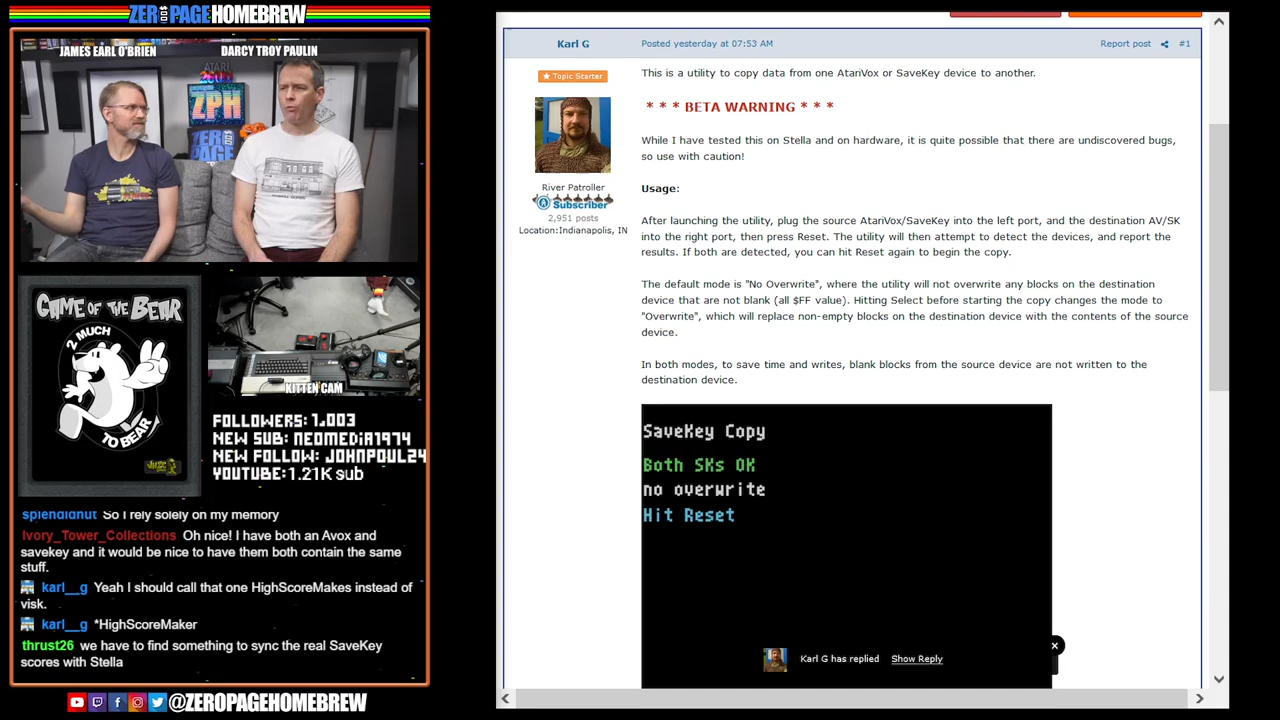 ZERO PAGE HOMEBREW
JAMES EARL O'BRIEN
DARCY TROY PAULIN
ATARI
ZPH
ZERO
PAGE
GAME OF THE BEAR
2 MUCH
TO BEAR
KITTEN CAM
FOLLOWERS: 1,003
NEW SUB: NEOMEDIA1974
NEW FOLLOW: JOHNPOUL24
YOUTUBE: 1.21K sub
splendidnut So I rely solely on my memory
Ivory_Tower_Collections Oh nice! I have both an Avox and
savekey and it would be nice to have them both contain the same
stuff.
karl__g Yeah I should call that one HighScoreMakes instead of
visk.
karl__g *HighScoreMaker
thrust26 we have to find something to sync the real SaveKey
scores with Stella
@ZEROPAGEHOMEBREW
Karl G
Posted yesterday at 07:53 AM
Report post
#1
Topic Starter
River Patroller
Subscriber
2,951 posts
Location:Indianapolis, IN
This is a utility to copy data from one AtariVox or SaveKey device to another.
* * * BETA WARNING * * *
While I have tested this on Stella and on hardware, it is quite possible that there are undiscovered bugs,
so use with caution!
Usage:
After launching the utility, plug the source AtariVox/SaveKey into the left port, and the destination AV/SK
into the right port, then press Reset. The utility will then attempt to detect the devices, and report the
results. If both are detected, you can hit Reset again to begin the copy.
The default mode is "No Overwrite", where the utility will not overwrite any blocks on the destination
device that are not blank (all $FF value). Hitting Select before starting the copy changes the mode to
"Overwrite", which will replace non-empty blocks on the destination device with the contents of the source
device.
In both modes, to save time and writes, blank blocks from the source device are not written to the
destination device.
SaveKey Copy
Both SKs OK
no overwrite
Hit Reset
Karl G has replied
Show Reply